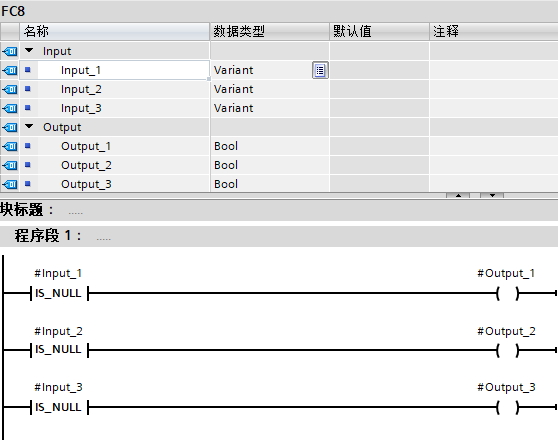 FC8
名称 数据类型 默认值 注释
Input
Input_1 Variant
Input_2 Variant
Input_3 Variant
Output
Output_1 Bool
Output_2 Bool
Output_3 Bool
块标题： .....
程序段 1： .....
#Input_1 #Output_1
IS_NULL ( )
#Input_2 #Output_2
IS_NULL ( )
#Input_3 #Output_3
IS_NULL ( )